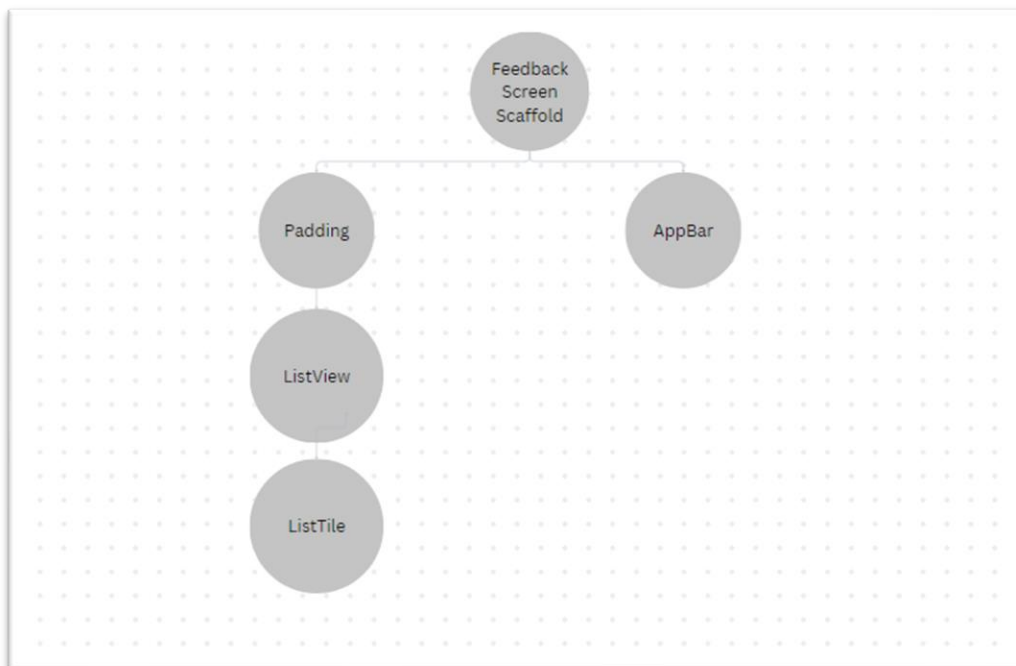 Feedback
Screen
Scaffold
Padding
AppBar
ListView
ListTile